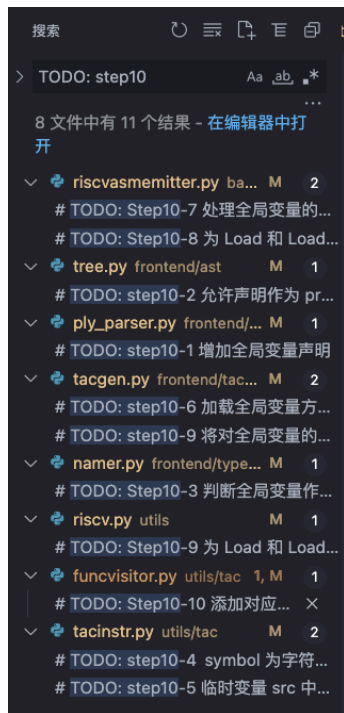 搜索
TODO: step10 Aa ab .*
...
8 文件中有 11 个结果 - 在编辑器中打
开
riscvasmemitter.py ba... M 2
# TODO: Step10-7 处理全局变量的...
# TODO: Step10-8 为 Load 和 Load...
tree.py frontend/ast M 1
# TODO: step10-2 允许声明作为 pr...
ply_parser.py frontend/... M 1
# TODO: step10-1 增加全局变量声明
tacgen.py frontend/tac... M 2
# TODO: step10-6 加载全局变量方...
# TODO: step10-9 将对全局变量的...
namer.py frontend/type... M 1
# TODO: Step10-3 判断全局变量作...
riscv.py utils M 1
# TODO: Step10-9 为 Load 和 Load...
funcvisitor.py utils/tac 1, M 1
# TODO: Step10-10 添加对应...
tacinstr.py utils/tac M 2
# TODO: step10-4 symbol 为字符...
# TODO: step10-5 临时变量 src 中...